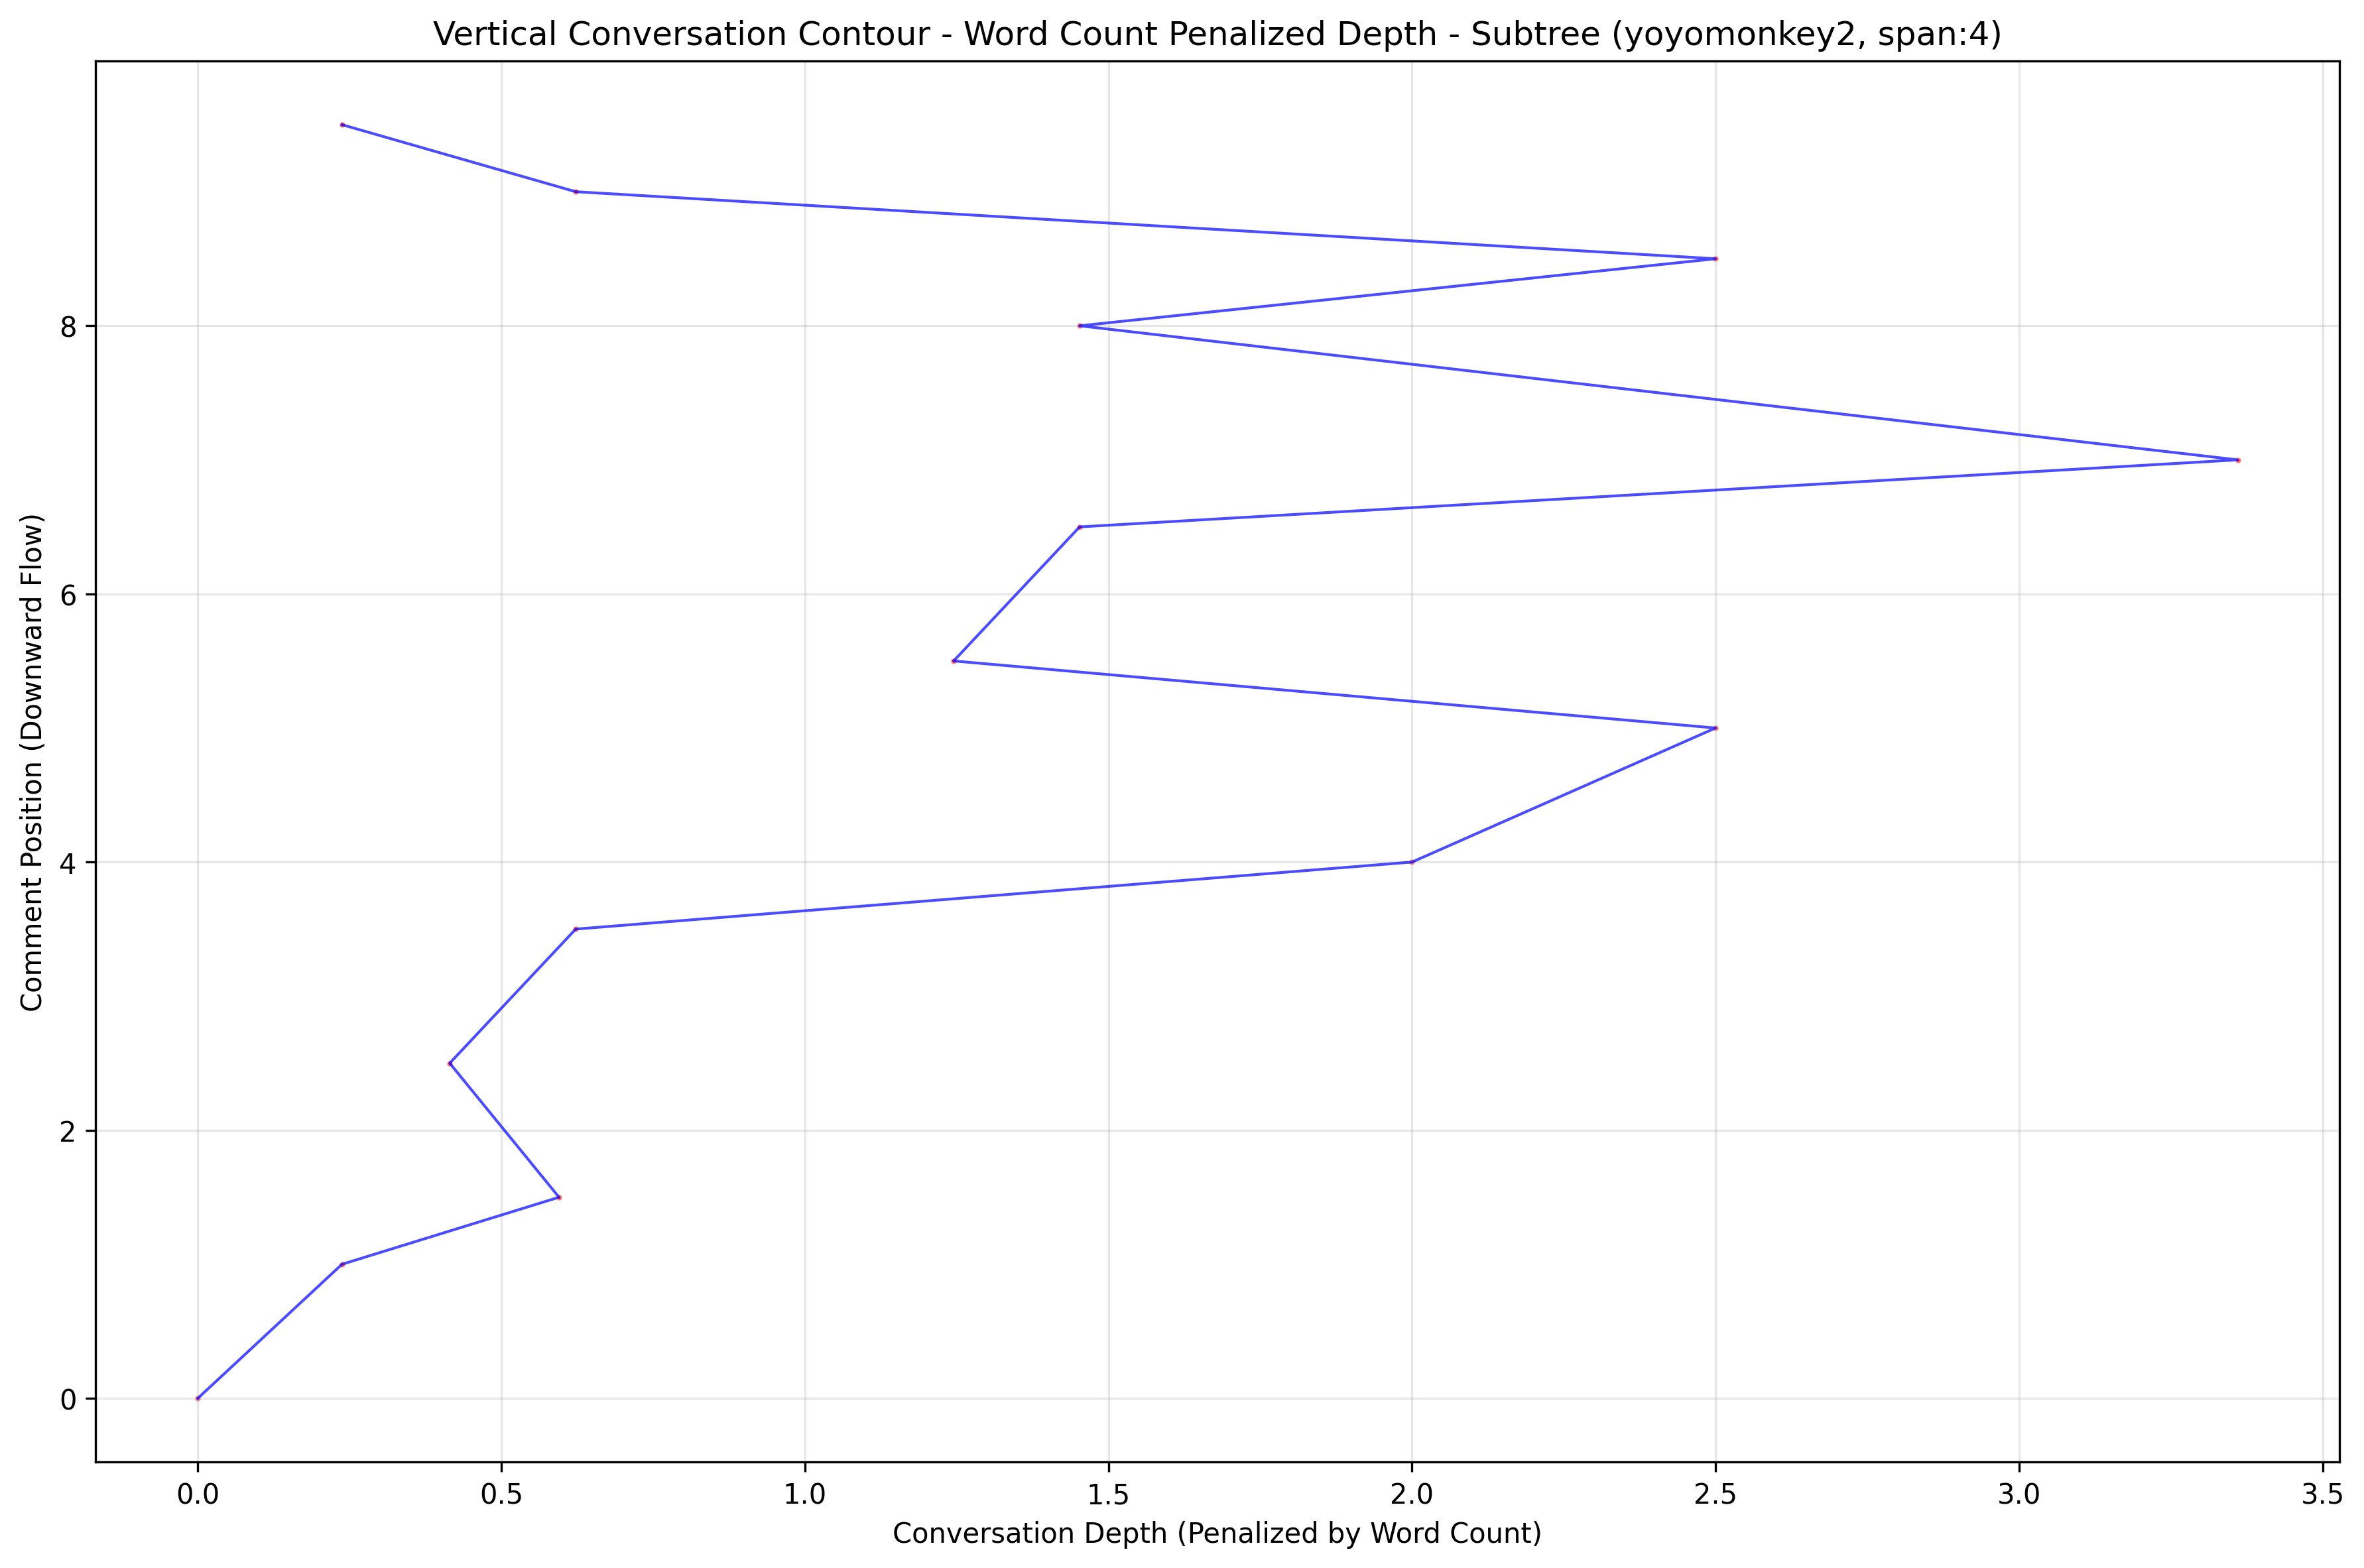 Vertical Conversation Contour - Word Count Penalized Depth - Subtree (yoyomonkey2, span:4)
Comment Position (Downward Flow)
8
6
4
2
0
0.0 0.5 1.0 1.5 2.0 2.5 3.0 3.5
Conversation Depth (Penalized by Word Count)